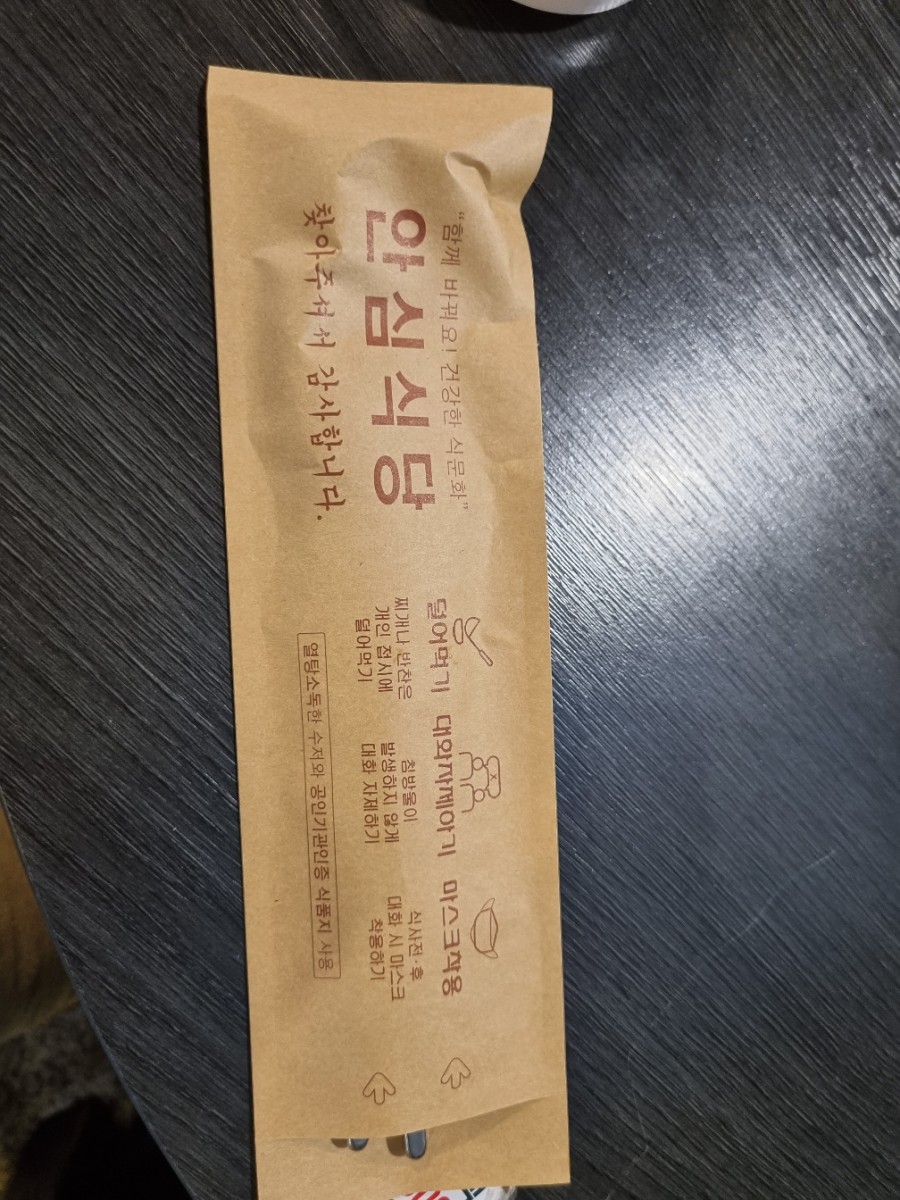 "함께 바꿔요! 건강한 식문화"
안심식당
찾아주셔서 감사합니다.
덜어먹기
찌개나 반찬은
개인 접시에
덜어먹기
대화자제하기
침방울이
발생하지 않게
대화 자제하기
마스크착용
식사전·후
대화 시 마스크
착용하기
열탕소독한 수저와 공인기관인증 식품지 사용